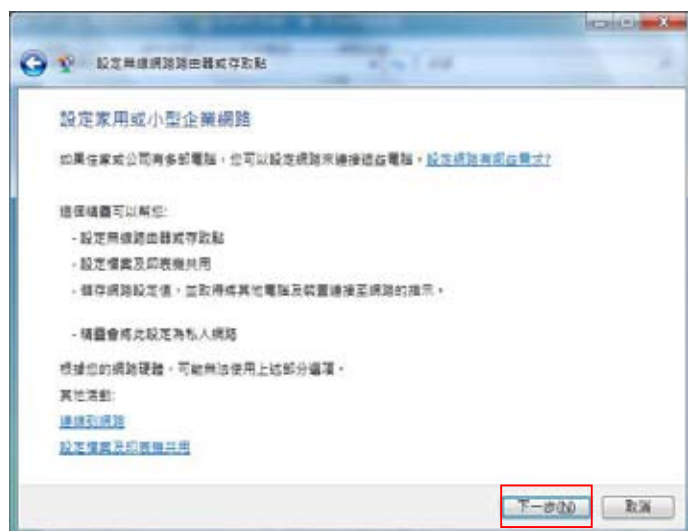 設定無線網路路由器或存取點
設定家用或小型企業網路
如果住家或公司有多部電腦，您可以設定網路來連接這些電腦。設定網路有哪些需求?
這個精靈可以幫您:
- 設定無線路由器或存取點
- 設定檔案及印表機共用
- 儲存網路設定值，並取得將其他電腦及裝置連接至網路的指示。
- 精靈會將此設定為私人網路
根據您的網路硬體，可能無法使用上述部分選項。
其他活動:
連線到網路
設定檔案及印表機共用
下一步(N)
取消